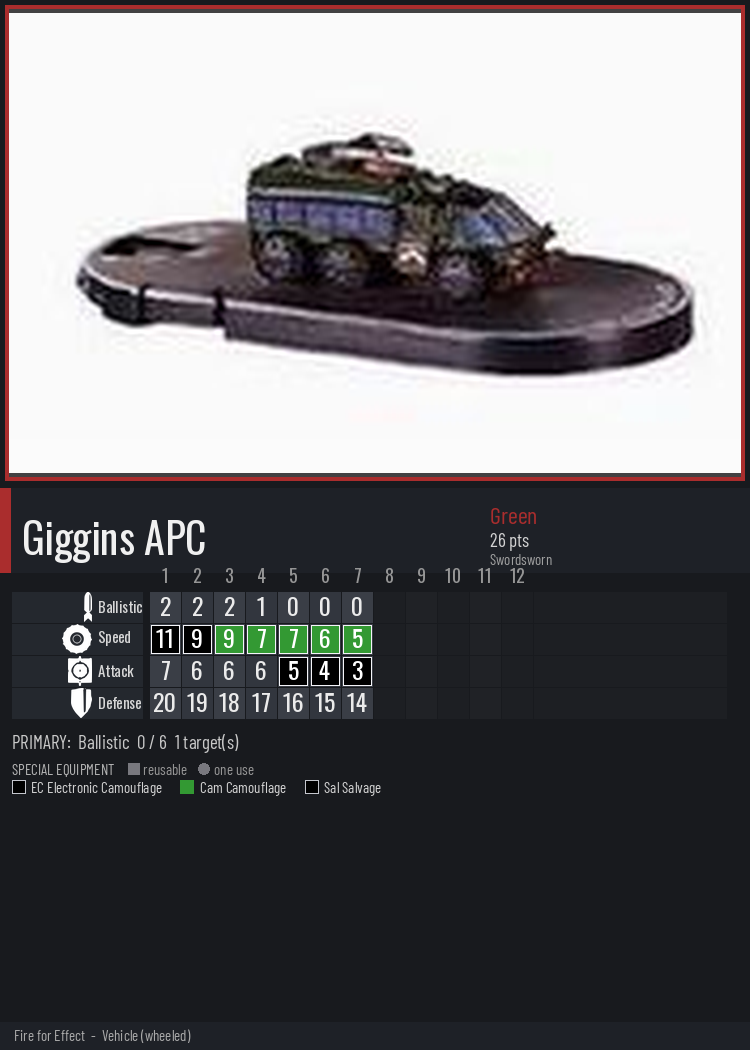 Giggins APC
Green
26 pts
Swordsworn
1 2 3 4 5 6 7 8 9 10 11 12
Ballistic 2 2 2 1 0 0 0
Speed 11 9 9 7 7 6 5
Attack 7 6 6 6 5 4 3
Defense 20 19 18 17 16 15 14
PRIMARY: Ballistic 0 / 6 1 target(s)
SPECIAL EQUIPMENT reusable one use
EC Electronic Camouflage Cam Camouflage Sal Salvage
Fire for Effect - Vehicle (wheeled)